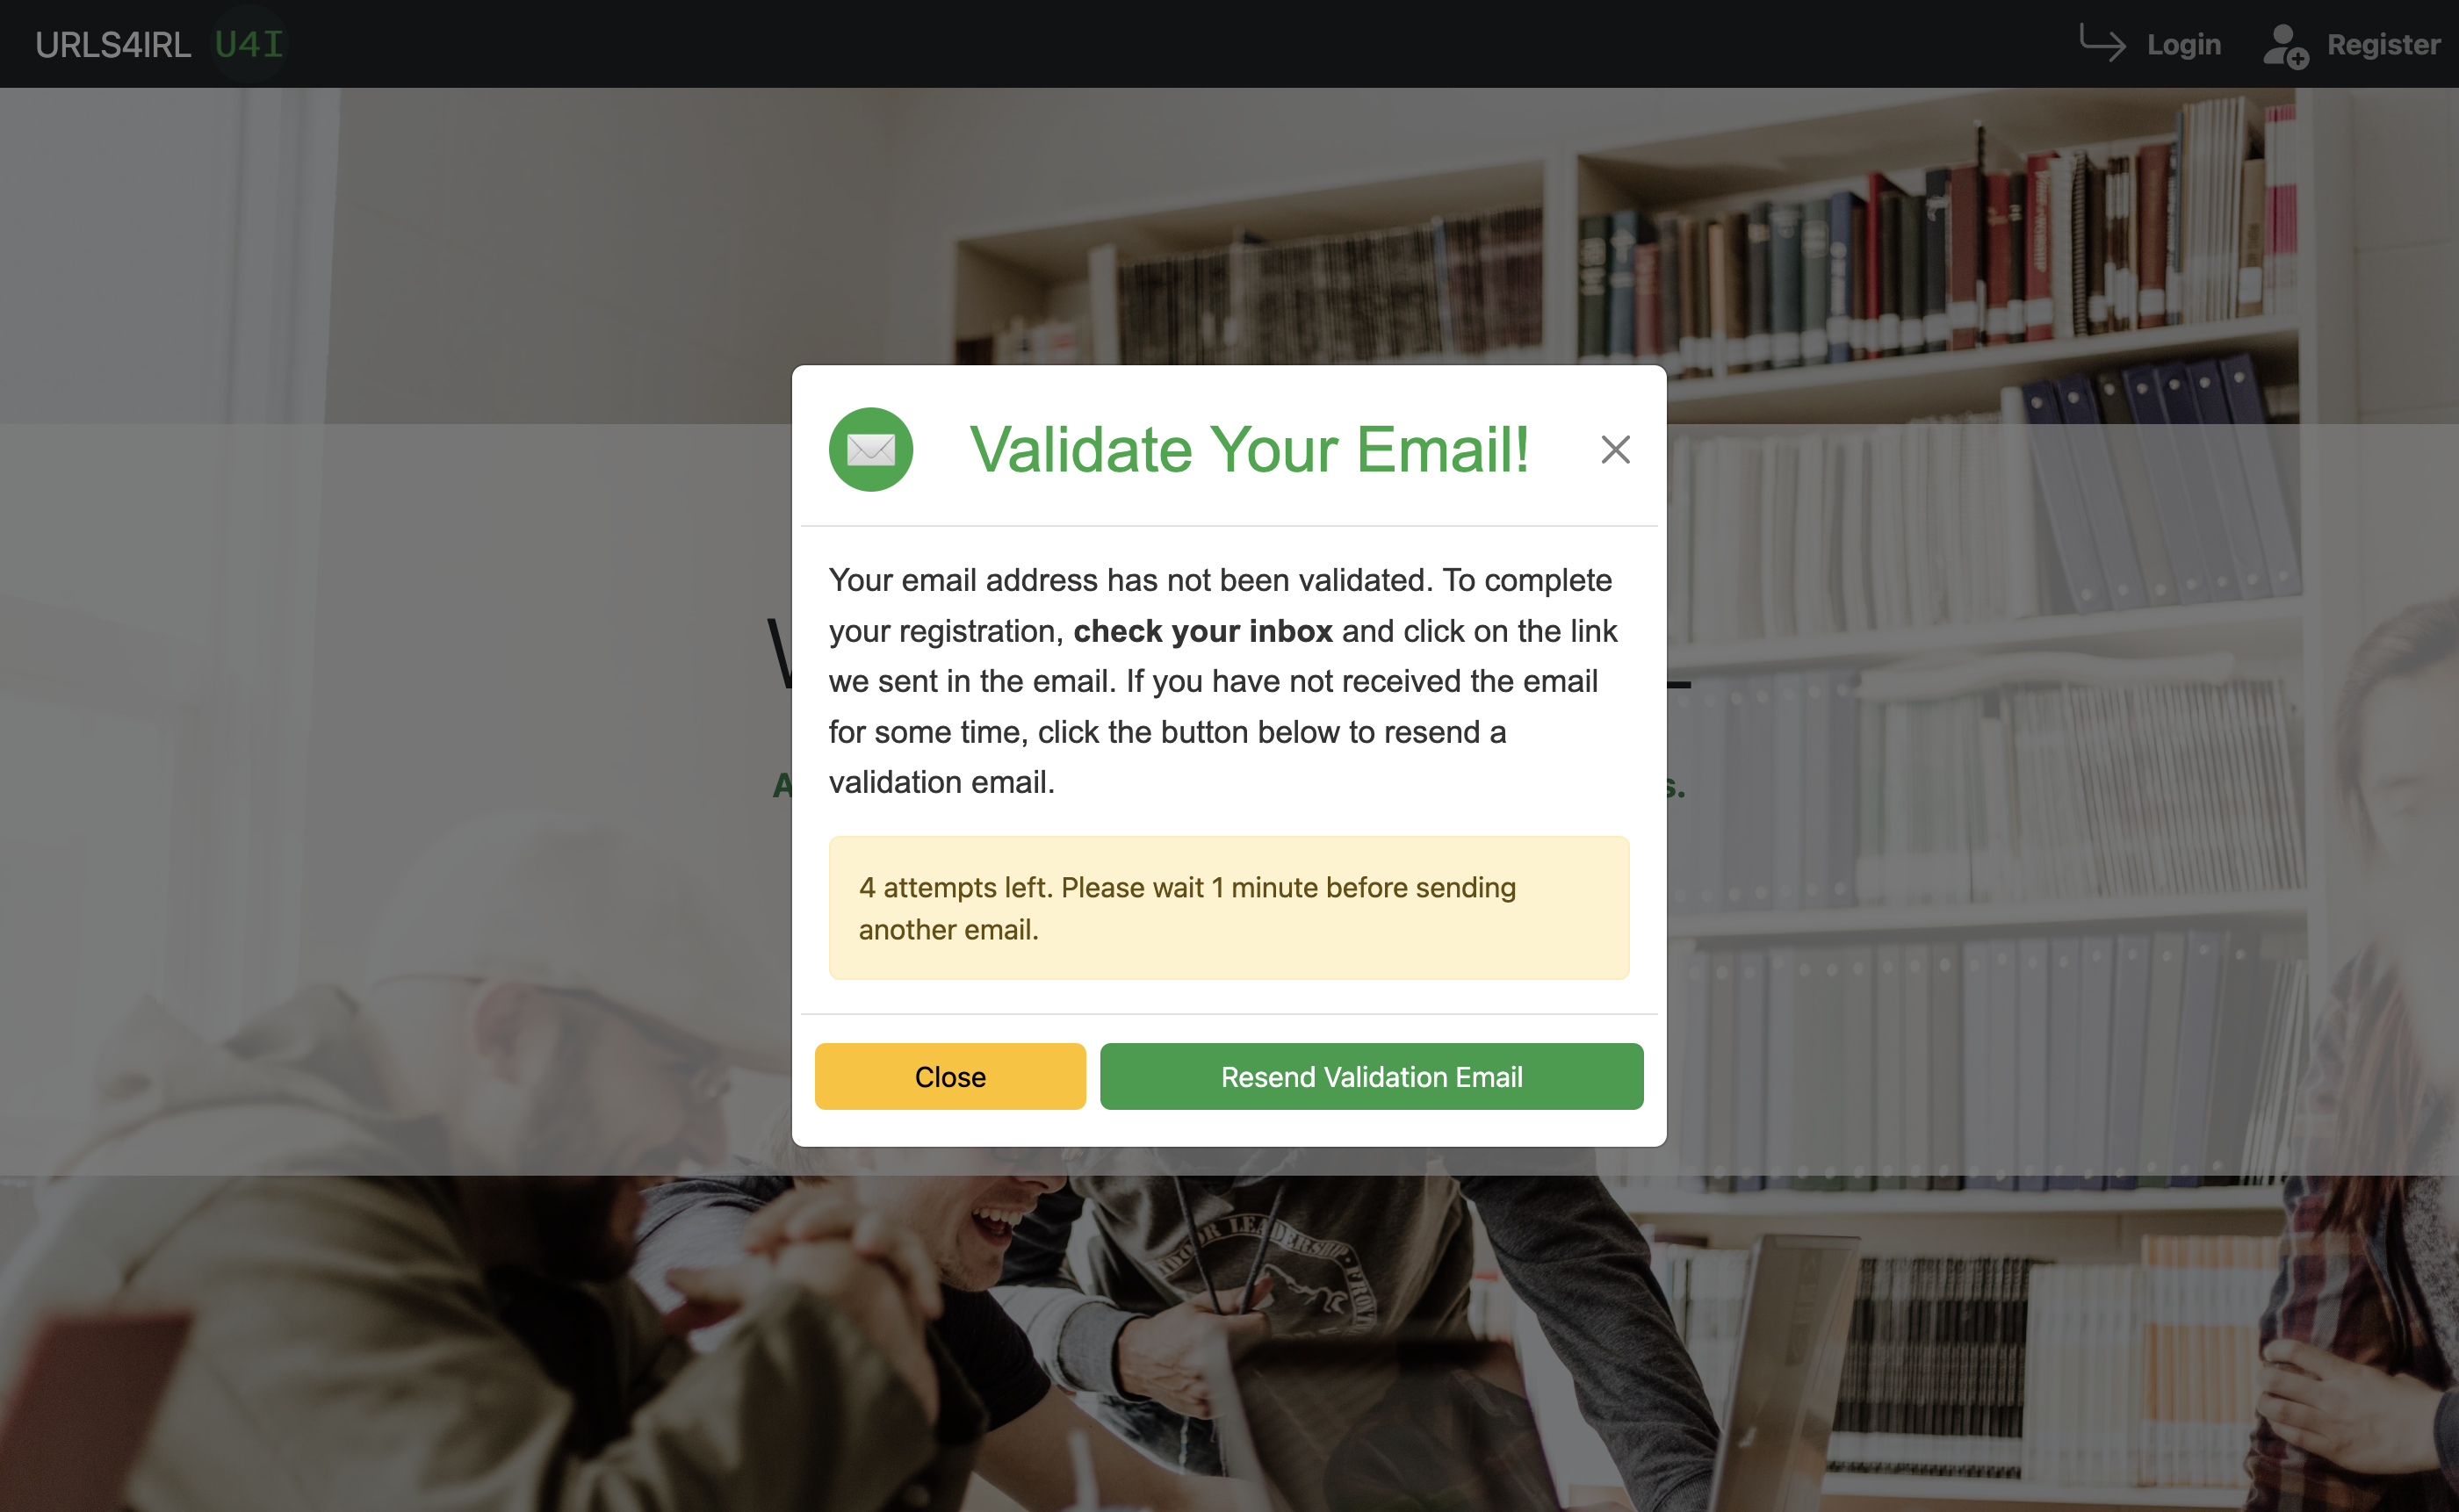 URLS4IRL U4I
Login
Register
Validate Your Email!
Your email address has not been validated. To complete
your registration, check your inbox and click on the link
we sent in the email. If you have not received the email
for some time, click the button below to resend a
validation email.
4 attempts left. Please wait 1 minute before sending
another email.
Close
Resend Validation Email
LEADERSHIP